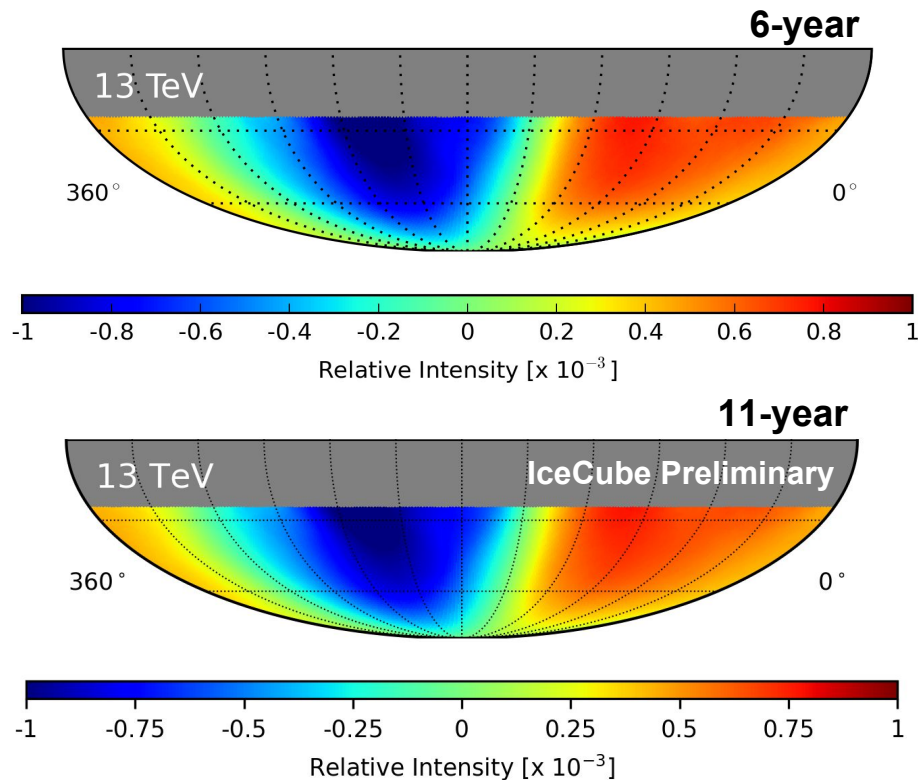 6-year
13 TeV
360° 0°
-1 -0.8 -0.6 -0.4 -0.2 0 0.2 0.4 0.6 0.8 1
Relative Intensity [x 10⁻³]
11-year
13 TeV IceCube Preliminary
360° 0°
-1 -0.75 -0.5 -0.25 0 0.25 0.5 0.75 1
Relative Intensity [x 10⁻³]